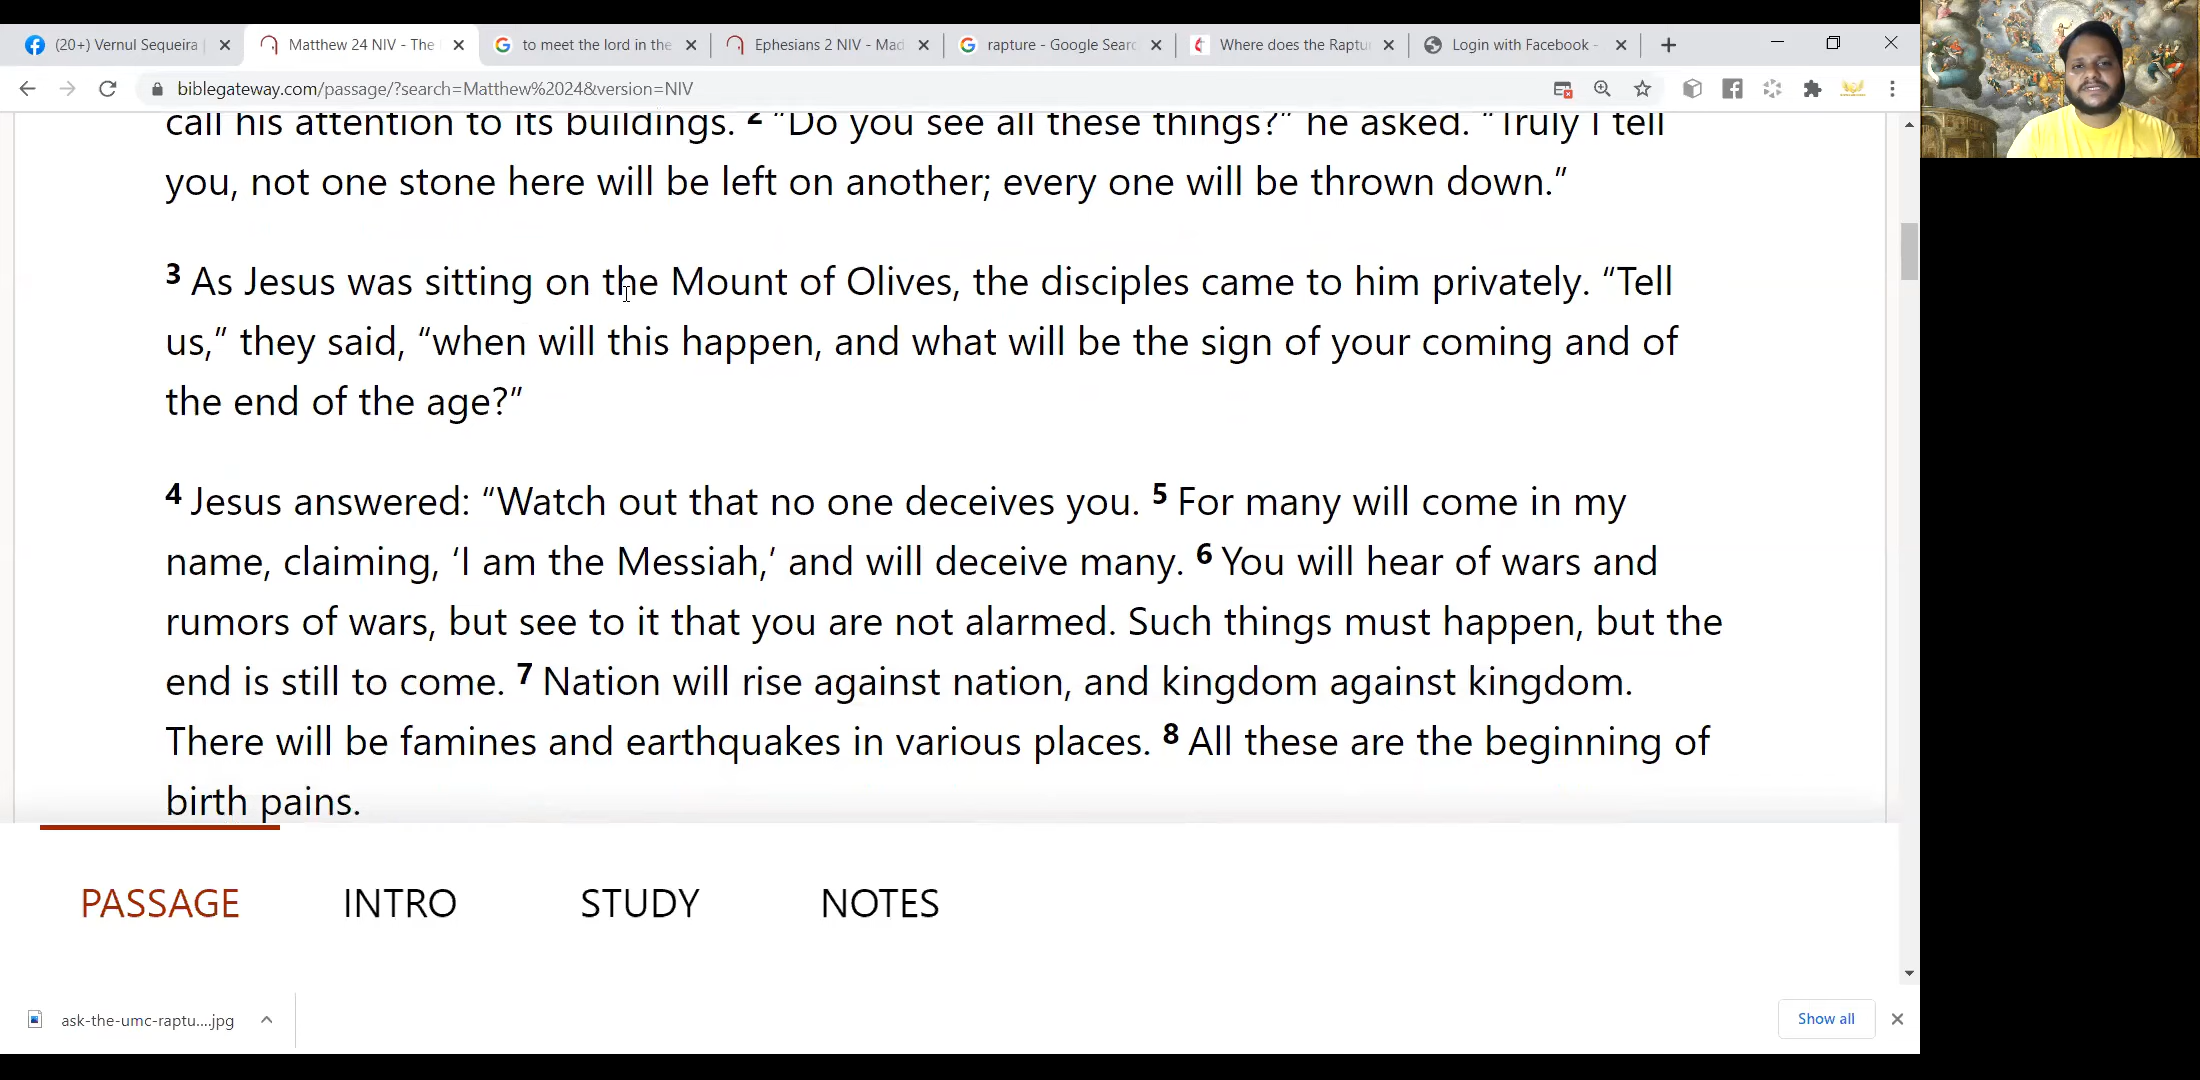 (20+) Vernul Sequeira
Matthew 24 NIV - The
to meet the lord in the
Ephesians 2 NIV - Mad
rapture - Google Searc
Where does the Raptu
Login with Facebook -
biblegateway.com/passage/?search=Matthew%2024&version=NIV
call his attention to its buildings. 2 “Do you see all these things?” he asked. “Truly I tell
you, not one stone here will be left on another; every one will be thrown down.”
3 As Jesus was sitting on the Mount of Olives, the disciples came to him privately. “Tell
us,” they said, “when will this happen, and what will be the sign of your coming and of
the end of the age?”
4 Jesus answered: “Watch out that no one deceives you. 5 For many will come in my
name, claiming, ‘I am the Messiah,’ and will deceive many. 6 You will hear of wars and
rumors of wars, but see to it that you are not alarmed. Such things must happen, but the
end is still to come. 7 Nation will rise against nation, and kingdom against kingdom.
There will be famines and earthquakes in various places. 8 All these are the beginning of
birth pains.
PASSAGE INTRO STUDY NOTES
ask-the-umc-raptu....jpg
Show all